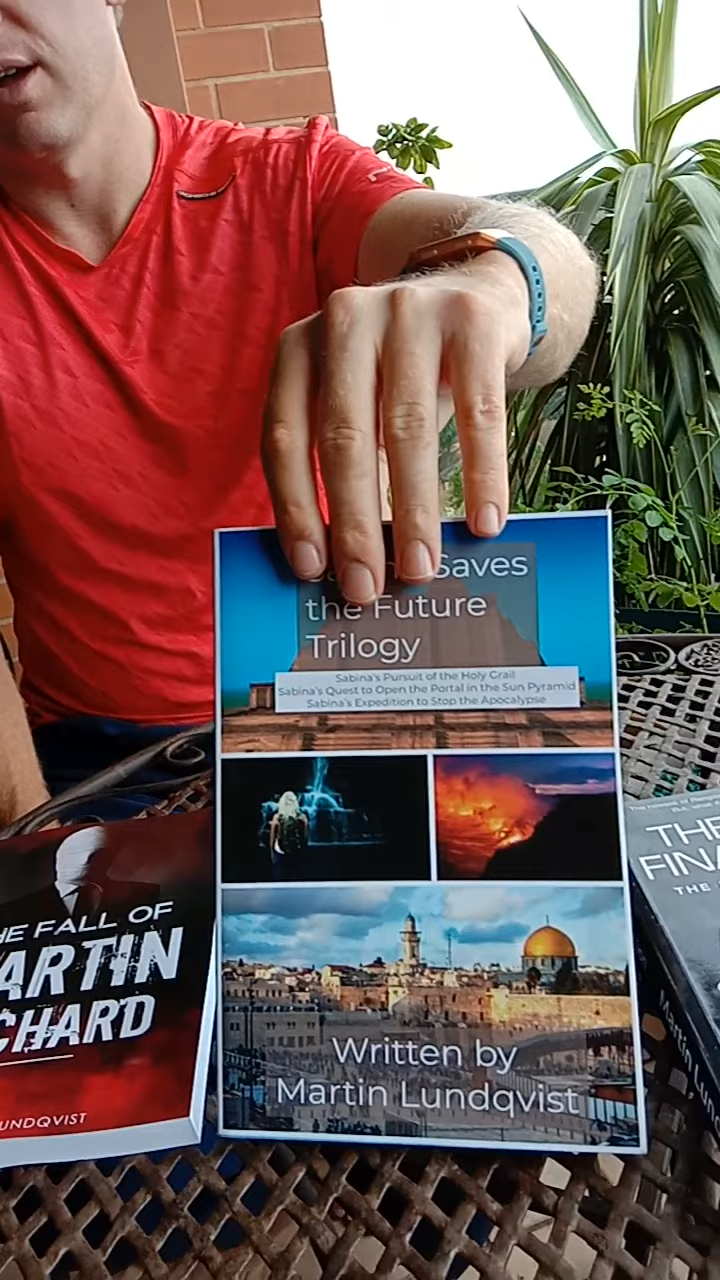 Saves
the Future
Trilogy
Sabina's Pursuit of the Holy Grail
Sabina's Quest to Open the Portal in the Sun Pyramid
Sabina's Expedition to Stop the Apocalypse
Written by
Martin Lundqvist
HE FALL OF
ARTIN
CHARD
UNDQVIST
THE
FINA
THE
Martin Lund